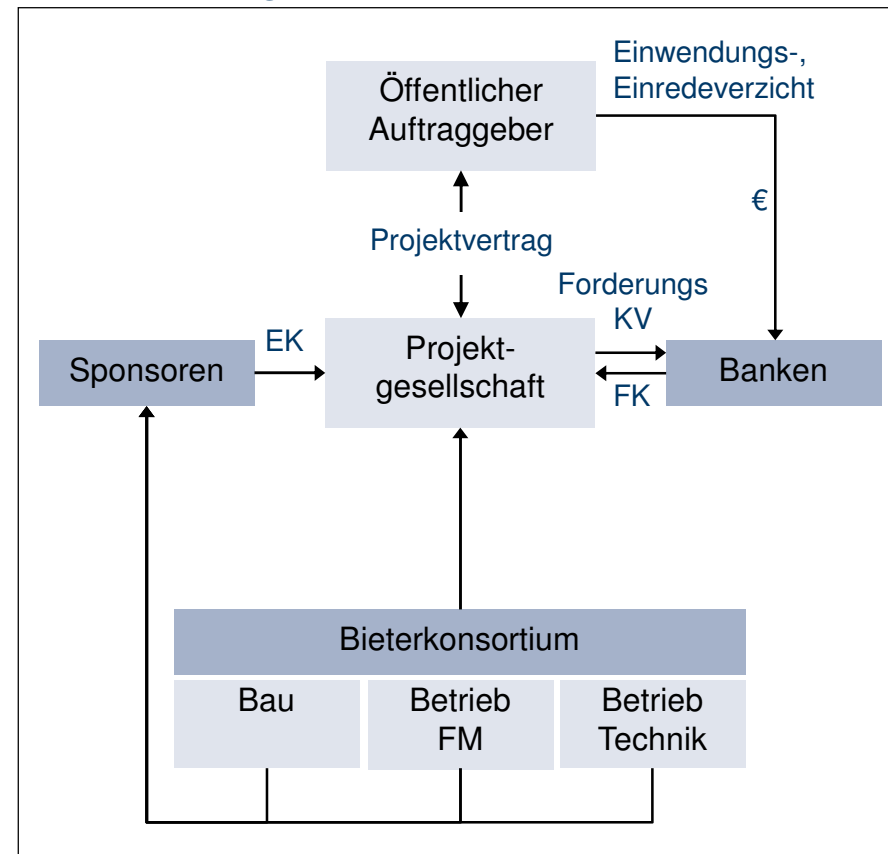 Einwendungs-,
Einredeverzicht
Öffentlicher
Auftraggeber
€
Projektvertrag
Forderungs
KV
EK
Sponsoren
Projekt-
gesellschaft
Banken
FK
Bieterkonsortium
Bau
Betrieb
FM
Betrieb
Technik